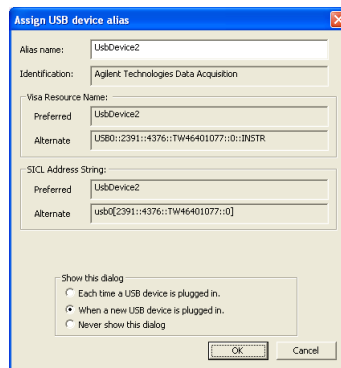 Assign USB device alias
Alias name: UsbDevice2
Identification: Agilent Technologies Data Acquisition
Visa Resource Name:
Preferred UsbDevice2
Alternate USB0::2391::4376::TW46401077::0::INSTR
SICL Address String:
Preferred UsbDevice2
Alternate usb0[2391::4376::TW46401077::0]
Show this dialog
Each time a USB device is plugged in.
When a new USB device is plugged in.
Never show this dialog
OK Cancel